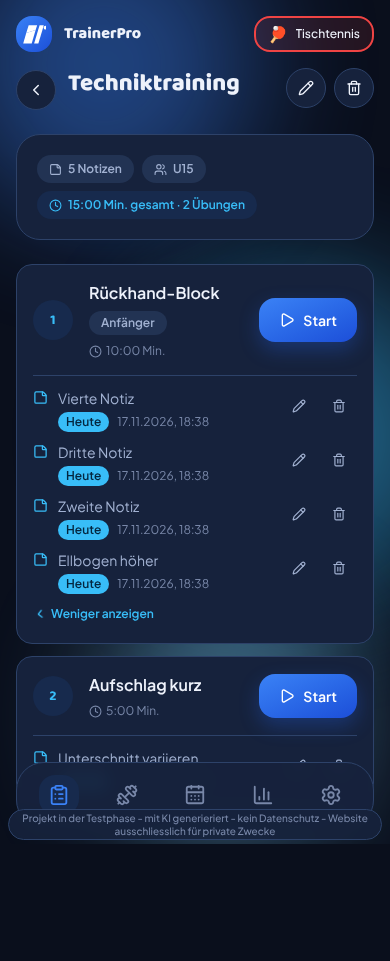 TrainerPro
Tischtennis
Techniktraining
5 Notizen
U15
15:00 Min. gesamt · 2 Übungen
1
Rückhand-Block
Anfänger
10:00 Min.
Start
Vierte Notiz
Heute 17.11.2026, 18:38
Dritte Notiz
Heute 17.11.2026, 18:38
Zweite Notiz
Heute 17.11.2026, 18:38
Ellbogen höher
Heute 17.11.2026, 18:38
Weniger anzeigen
2
Aufschlag kurz
5:00 Min.
Start
Unterschnitt variieren
Projekt in der Testphase – mit KI generieriert – kein Datenschutz – Website
ausschliesslich für private Zwecke